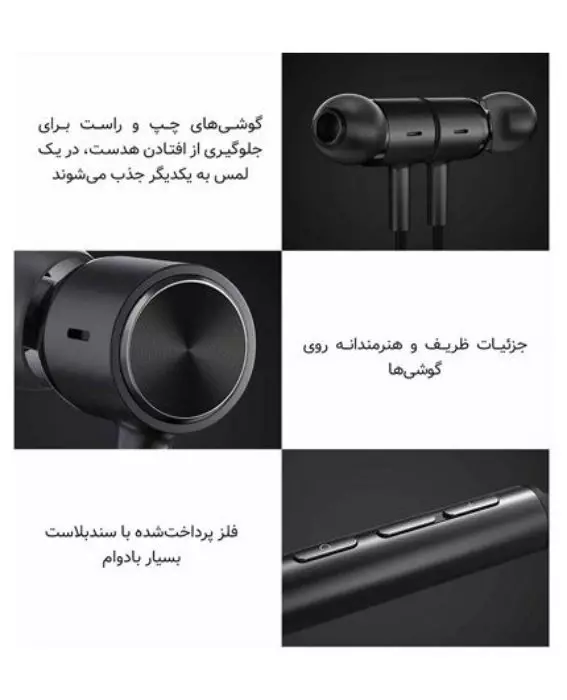 گوشی‌های چپ و راست برای
جلوگیری از افتادن هدست، در یک
لمس به یکدیگر جذب می‌شوند
جزئیات ظریف و هنرمندانه روی
گوشی‌ها
فلز پرداخت‌شده با سندبلاست
بسیار بادوام